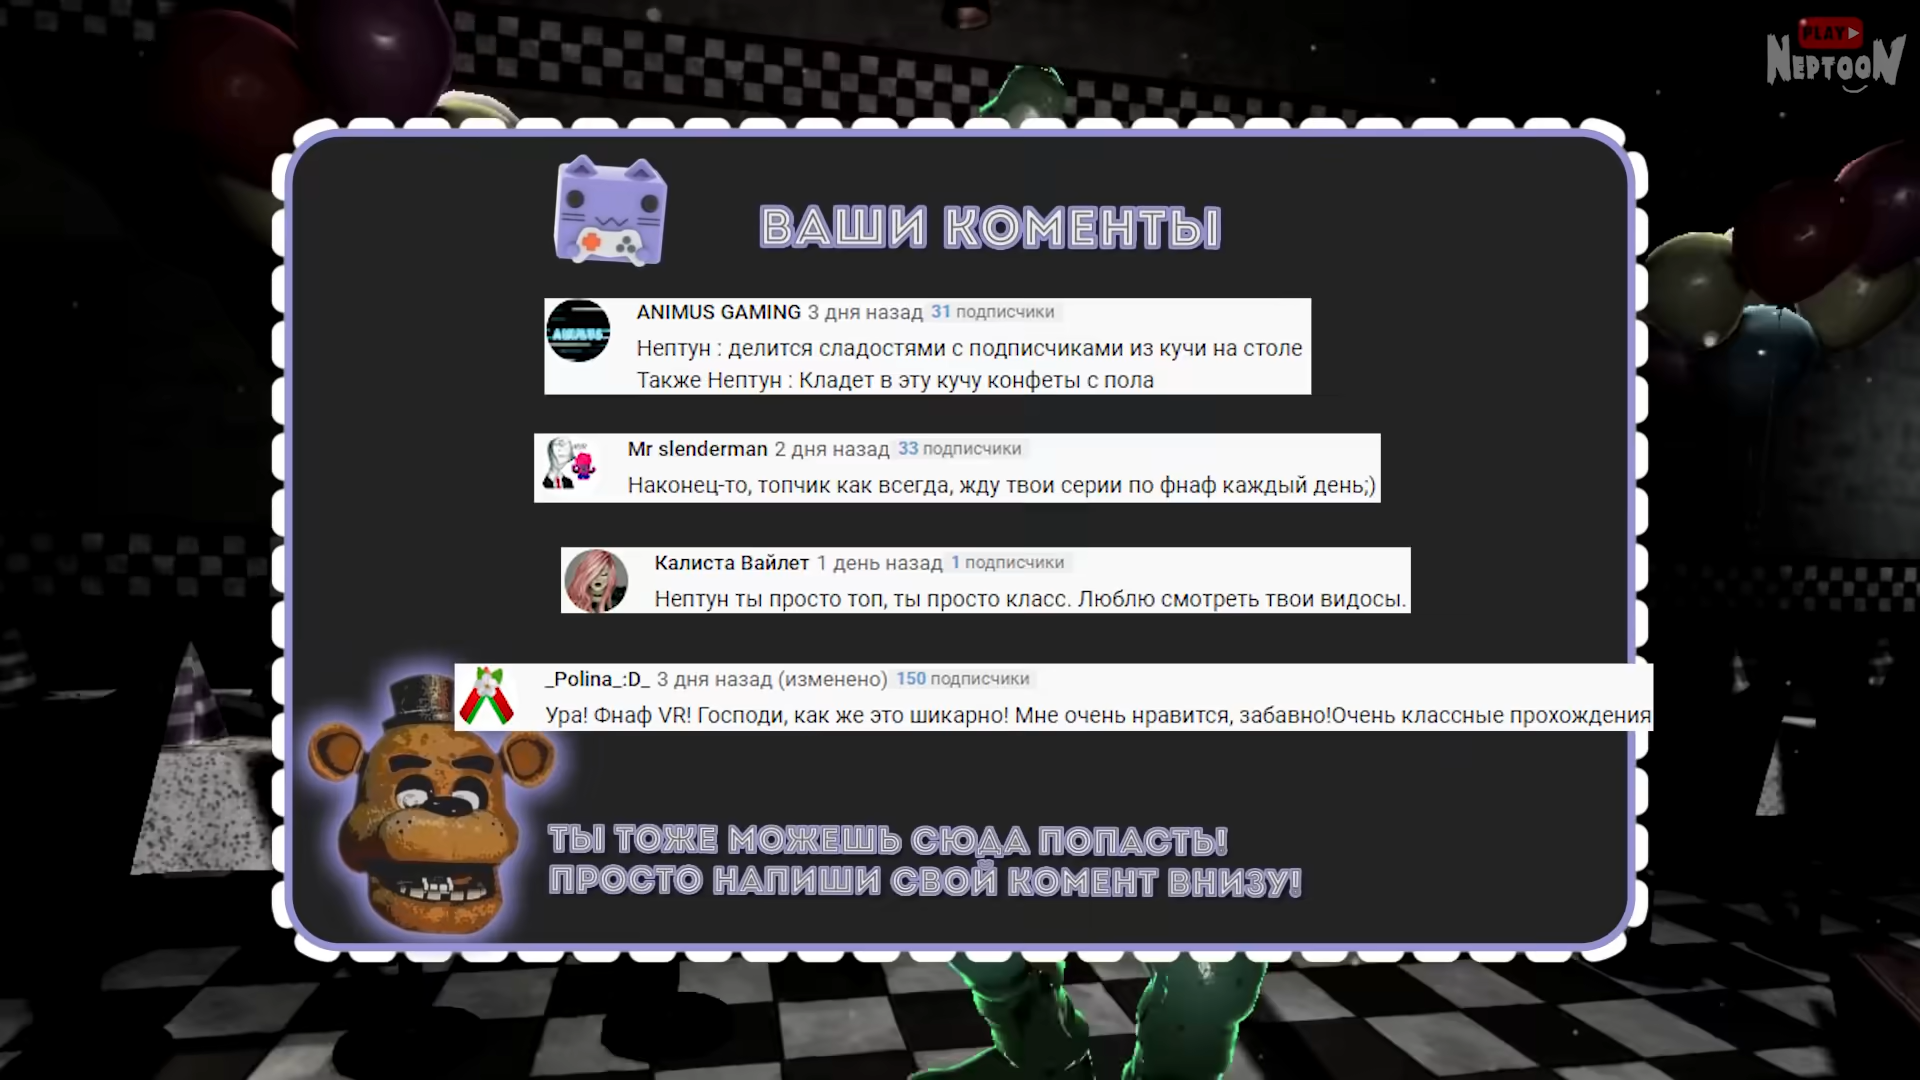 PLAY
NEPTOON
ВАШИ КОМЕНТЫ
ANIMUS
ANIMUS GAMING 3 дня назад 31 подписчики
Нептун : делится сладостями с подписчиками из кучи на столе
Также Нептун : Кладет в эту кучу конфеты с пола
Mr slenderman 2 дня назад 33 подписчики
Наконец-то, топчик как всегда, жду твои серии по фнаф каждый день;)
Калиста Вайлет 1 день назад 1 подписчики
Нептун ты просто топ, ты просто класс. Люблю смотреть твои видосы.
_Polina_:D_ 3 дня назад (изменено) 150 подписчики
Ура! Фнаф VR! Господи, как же это шикарно! Мне очень нравится, забавно!Очень классные прохождения
ТЫ ТОЖЕ МОЖЕШЬ СЮДА ПОПАСТЬ!
ПРОСТО НАПИШИ СВОЙ КОМЕНТ ВНИЗУ!